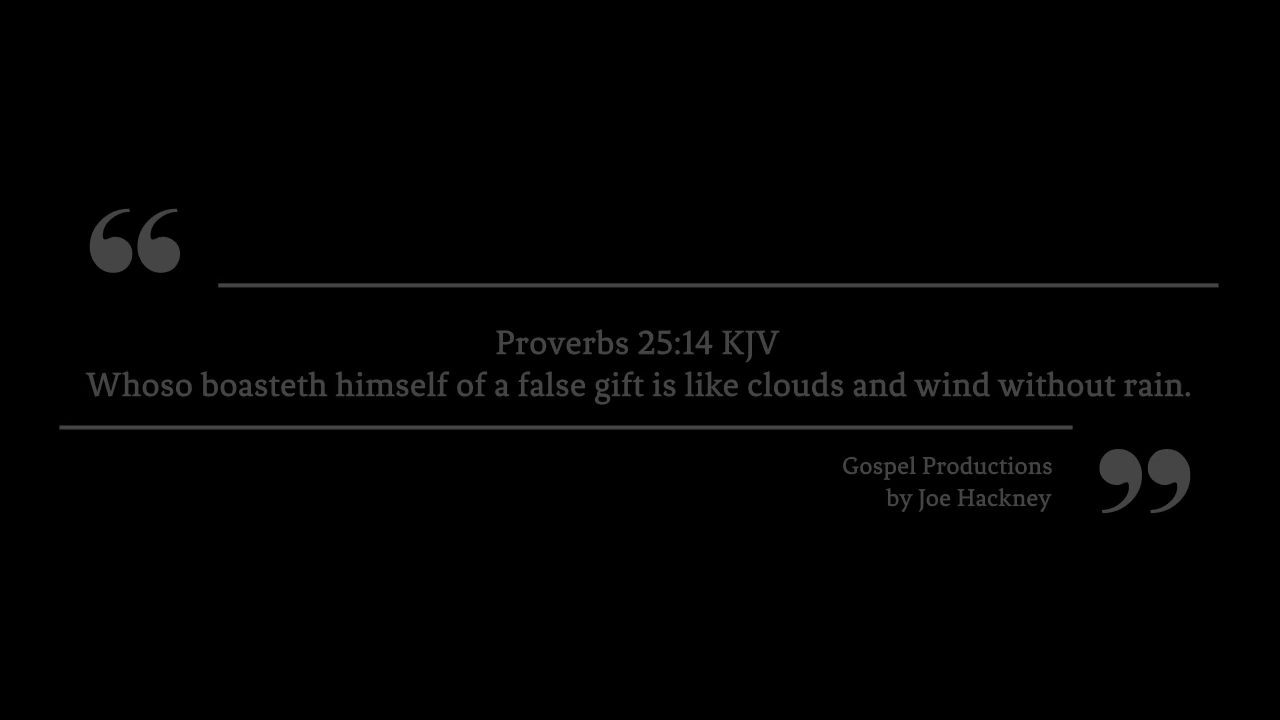 “
Proverbs 25:14 KJV
Whoso boasteth himself of a false gift is like clouds and wind without rain.
Gospel Productions
by Joe Hackney
”